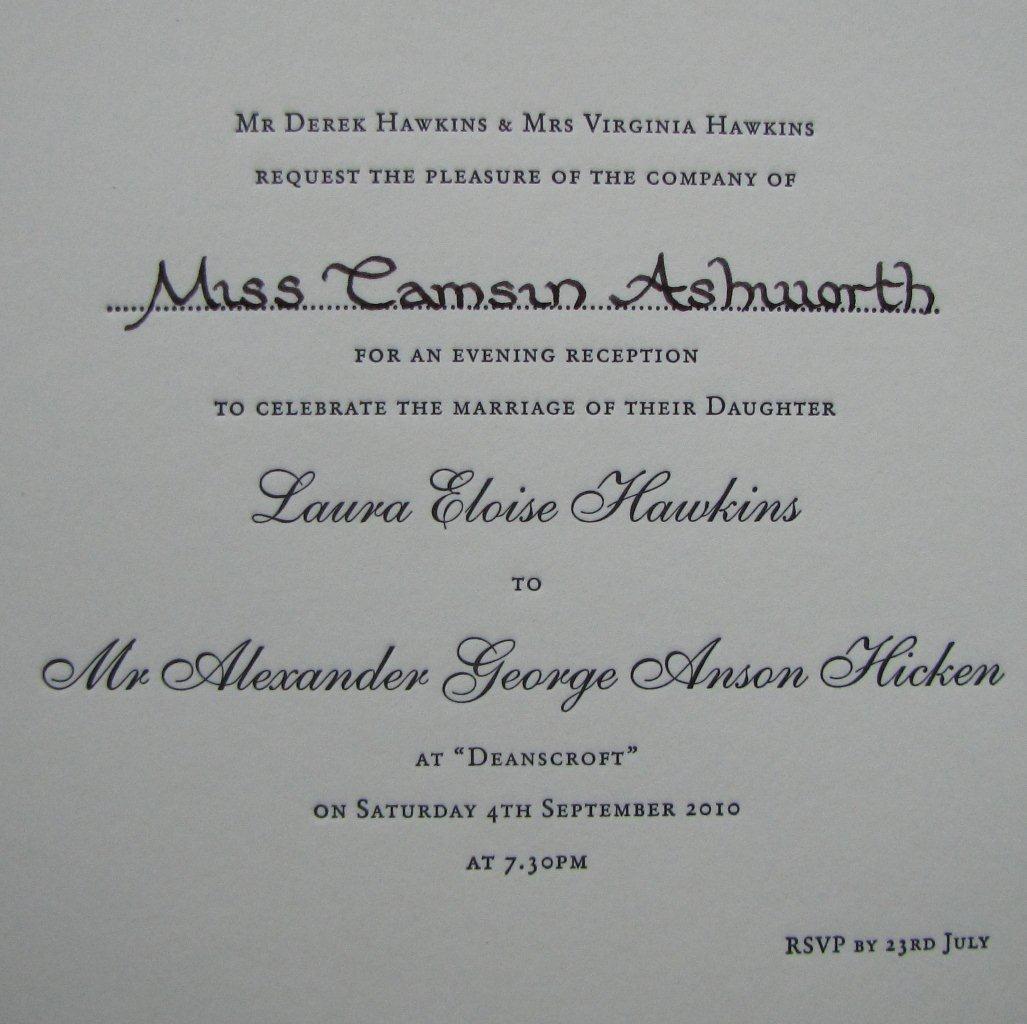 Mr Derek Hawkins & Mrs Virginia Hawkins
request the pleasure of the company of
Miss Tamsin Ashworth
for an evening reception
to celebrate the marriage of their Daughter
Laura Eloise Hawkins
to
Mr Alexander George Anson Hicken
at “Deanscroft”
on Saturday 4th September 2010
at 7.30pm
RSVP by 23rd July